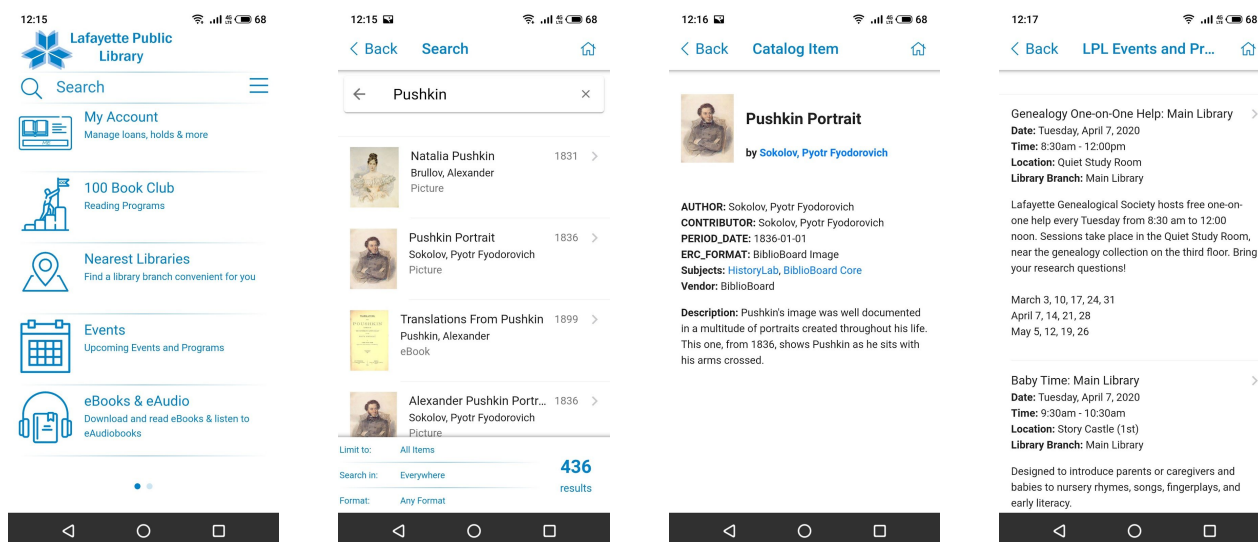 12:15
68
Lafayette Public
Library
Search
My Account
Manage loans, holds & more
100 Book Club
Reading Programs
Nearest Libraries
Find a library branch convenient for you
Events
Upcoming Events and Programs
eBooks & eAudio
Download and read eBooks & listen to
eAudiobooks
12:15
68
Back Search
Pushkin
Natalia Pushkin 1831
Brullov, Alexander
Picture
Pushkin Portrait 1836
Sokolov, Pyotr Fyodorovich
Picture
Translations From Pushkin 1899
Pushkin, Alexander
eBook
Alexander Pushkin Portr... 1836
Sokolov, Pyotr Fyodorovich
Picture
Limit to: All Items
Search in: Everywhere
Format: Any Format
436
results
12:16
68
Back Catalog Item
Pushkin Portrait
by Sokolov, Pyotr Fyodorovich
AUTHOR: Sokolov, Pyotr Fyodorovich
CONTRIBUTOR: Sokolov, Pyotr Fyodorovich
PERIOD_DATE: 1836-01-01
ERC_FORMAT: BiblioBoard Image
Subjects: HistoryLab, BiblioBoard Core
Vendor: BiblioBoard
Description: Pushkin's image was well documented
in a multitude of portraits created throughout his life.
This one, from 1836, shows Pushkin as he sits with
his arms crossed.
12:17
68
Back LPL Events and Pr...
Genealogy One-on-One Help: Main Library
Date: Tuesday, April 7, 2020
Time: 8:30am - 12:00pm
Location: Quiet Study Room
Library Branch: Main Library
Lafayette Genealogical Society hosts free one-on-
one help every Tuesday from 8:30 am to 12:00
noon. Sessions take place in the Quiet Study Room,
near the genealogy collection on the third floor. Bring
your research questions!
March 3, 10, 17, 24, 31
April 7, 14, 21, 28
May 5, 12, 19, 26
Baby Time: Main Library
Date: Tuesday, April 7, 2020
Time: 9:30am - 10:30am
Location: Story Castle (1st)
Library Branch: Main Library
Designed to introduce parents or caregivers and
babies to nursery rhymes, songs, fingerplays, and
early literacy.